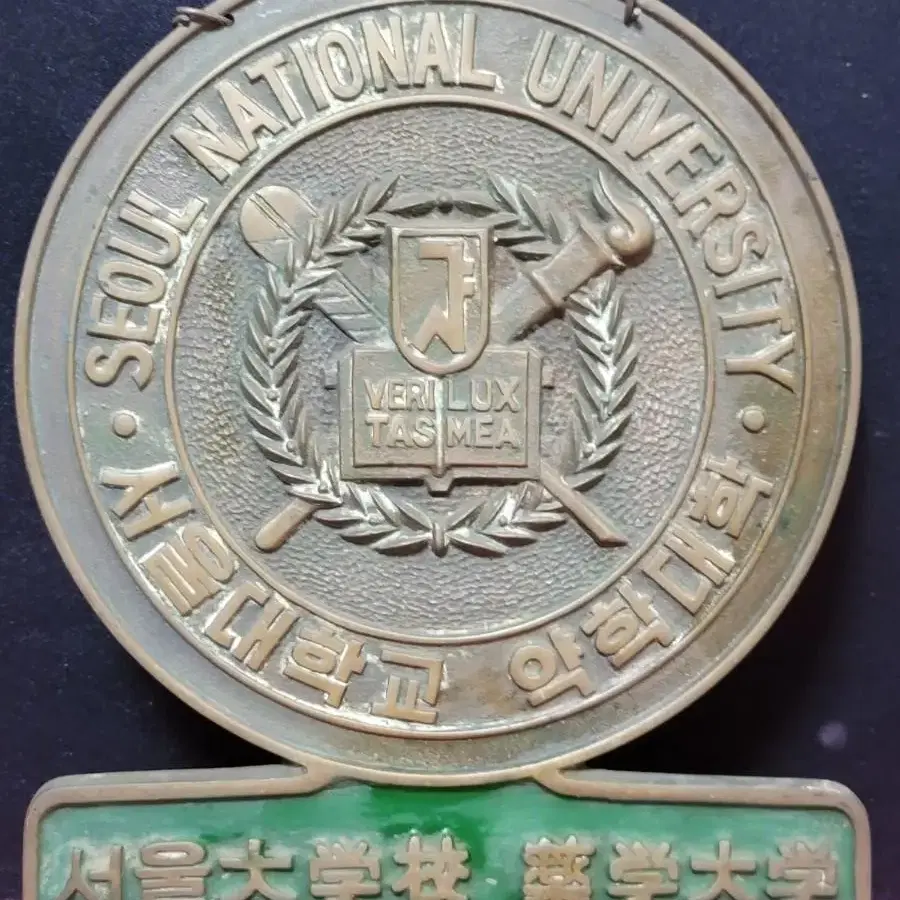 SEOUL NATIONAL UNIVERSITY
VERI LUX
TAS MEA
서울대학교 약학대학
서울大学校 薬学大学